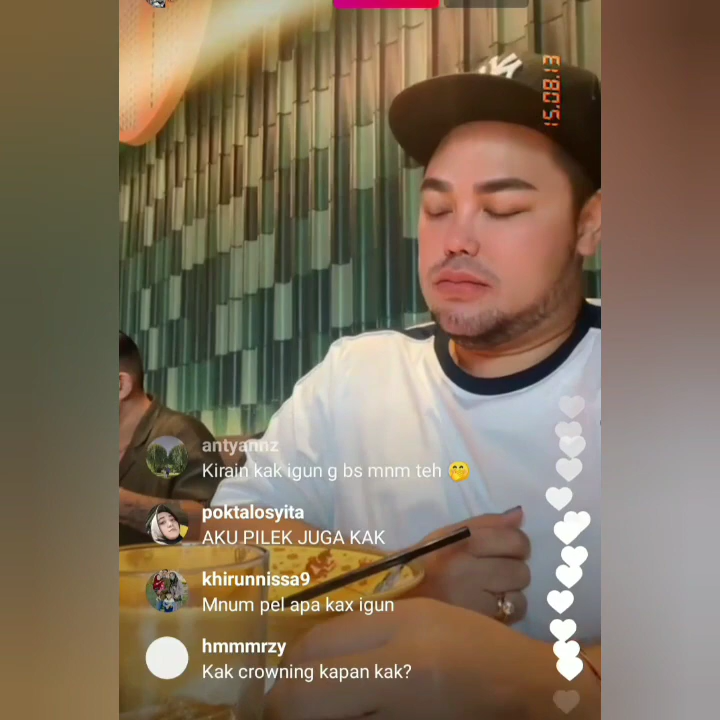 NY
15.08.13
antyannz
Kirain kak igun g bs mnm teh 🤭
poktalosyita
AKU PILEK JUGA KAK
khirunnissa9
Mnum pel apa kax igun
hmmmrzy
Kak crowning kapan kak?